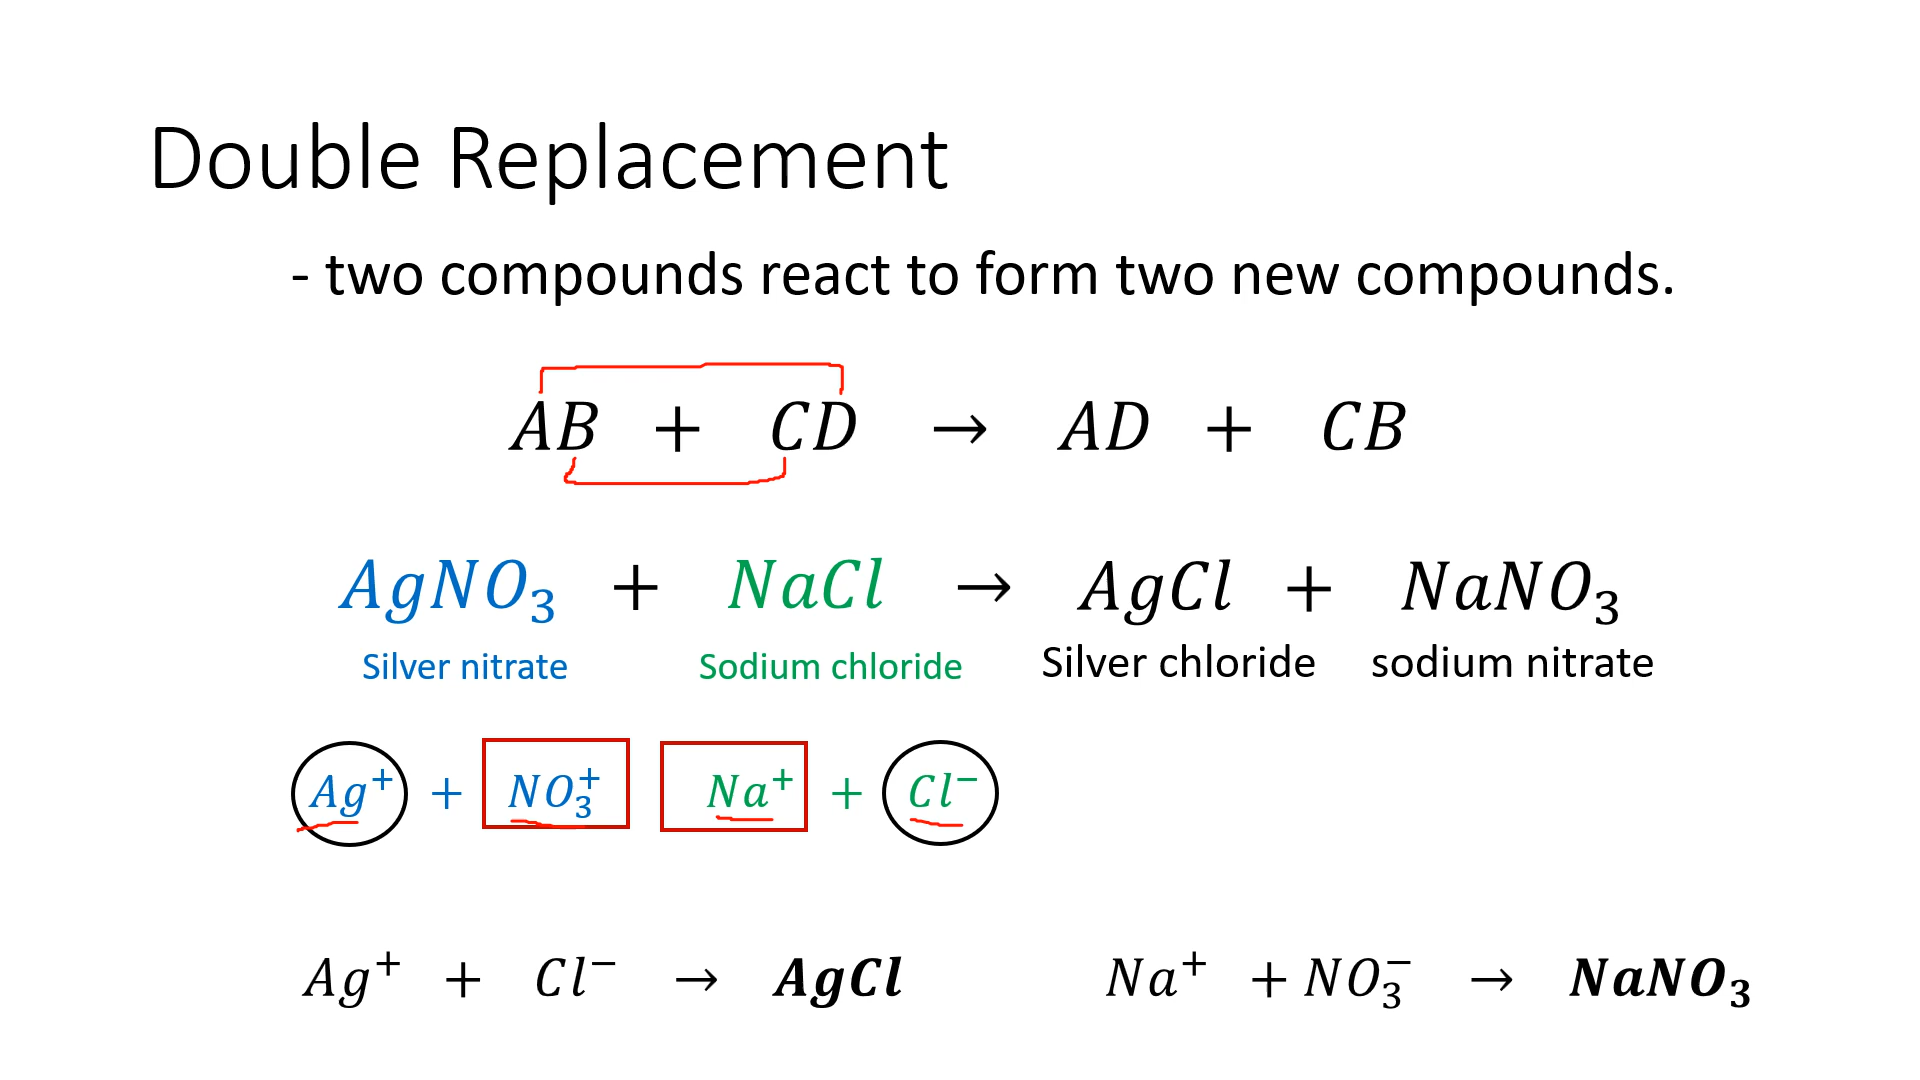 Double Replacement
- two compounds react to form two new compounds.
AB + CD → AD + CB
AgNO₃ + NaCl → AgCl + NaNO₃
Silver nitrate Sodium chloride Silver chloride sodium nitrate
Ag⁺ + NO₃⁺ Na⁺ + Cl⁻
Ag⁺ + Cl⁻ → AgCl Na⁺ + NO₃⁻ → NaNO₃